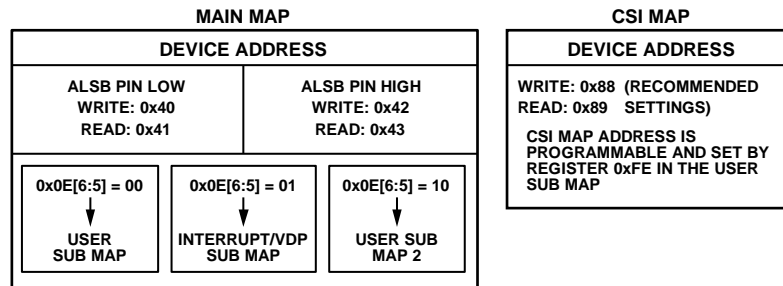 MAIN MAP
DEVICE ADDRESS
ALSB PIN LOW
WRITE: 0x40
READ: 0x41
ALSB PIN HIGH
WRITE: 0x42
READ: 0x43
0x0E[6:5] = 00
USER
SUB MAP
0x0E[6:5] = 01
INTERRUPT/VDP
SUB MAP
0x0E[6:5] = 10
USER SUB
MAP 2
CSI MAP
DEVICE ADDRESS
WRITE: 0x88 (RECOMMENDED
READ: 0x89 SETTINGS)
CSI MAP ADDRESS IS
PROGRAMMABLE AND SET BY
REGISTER 0xFE IN THE USER
SUB MAP